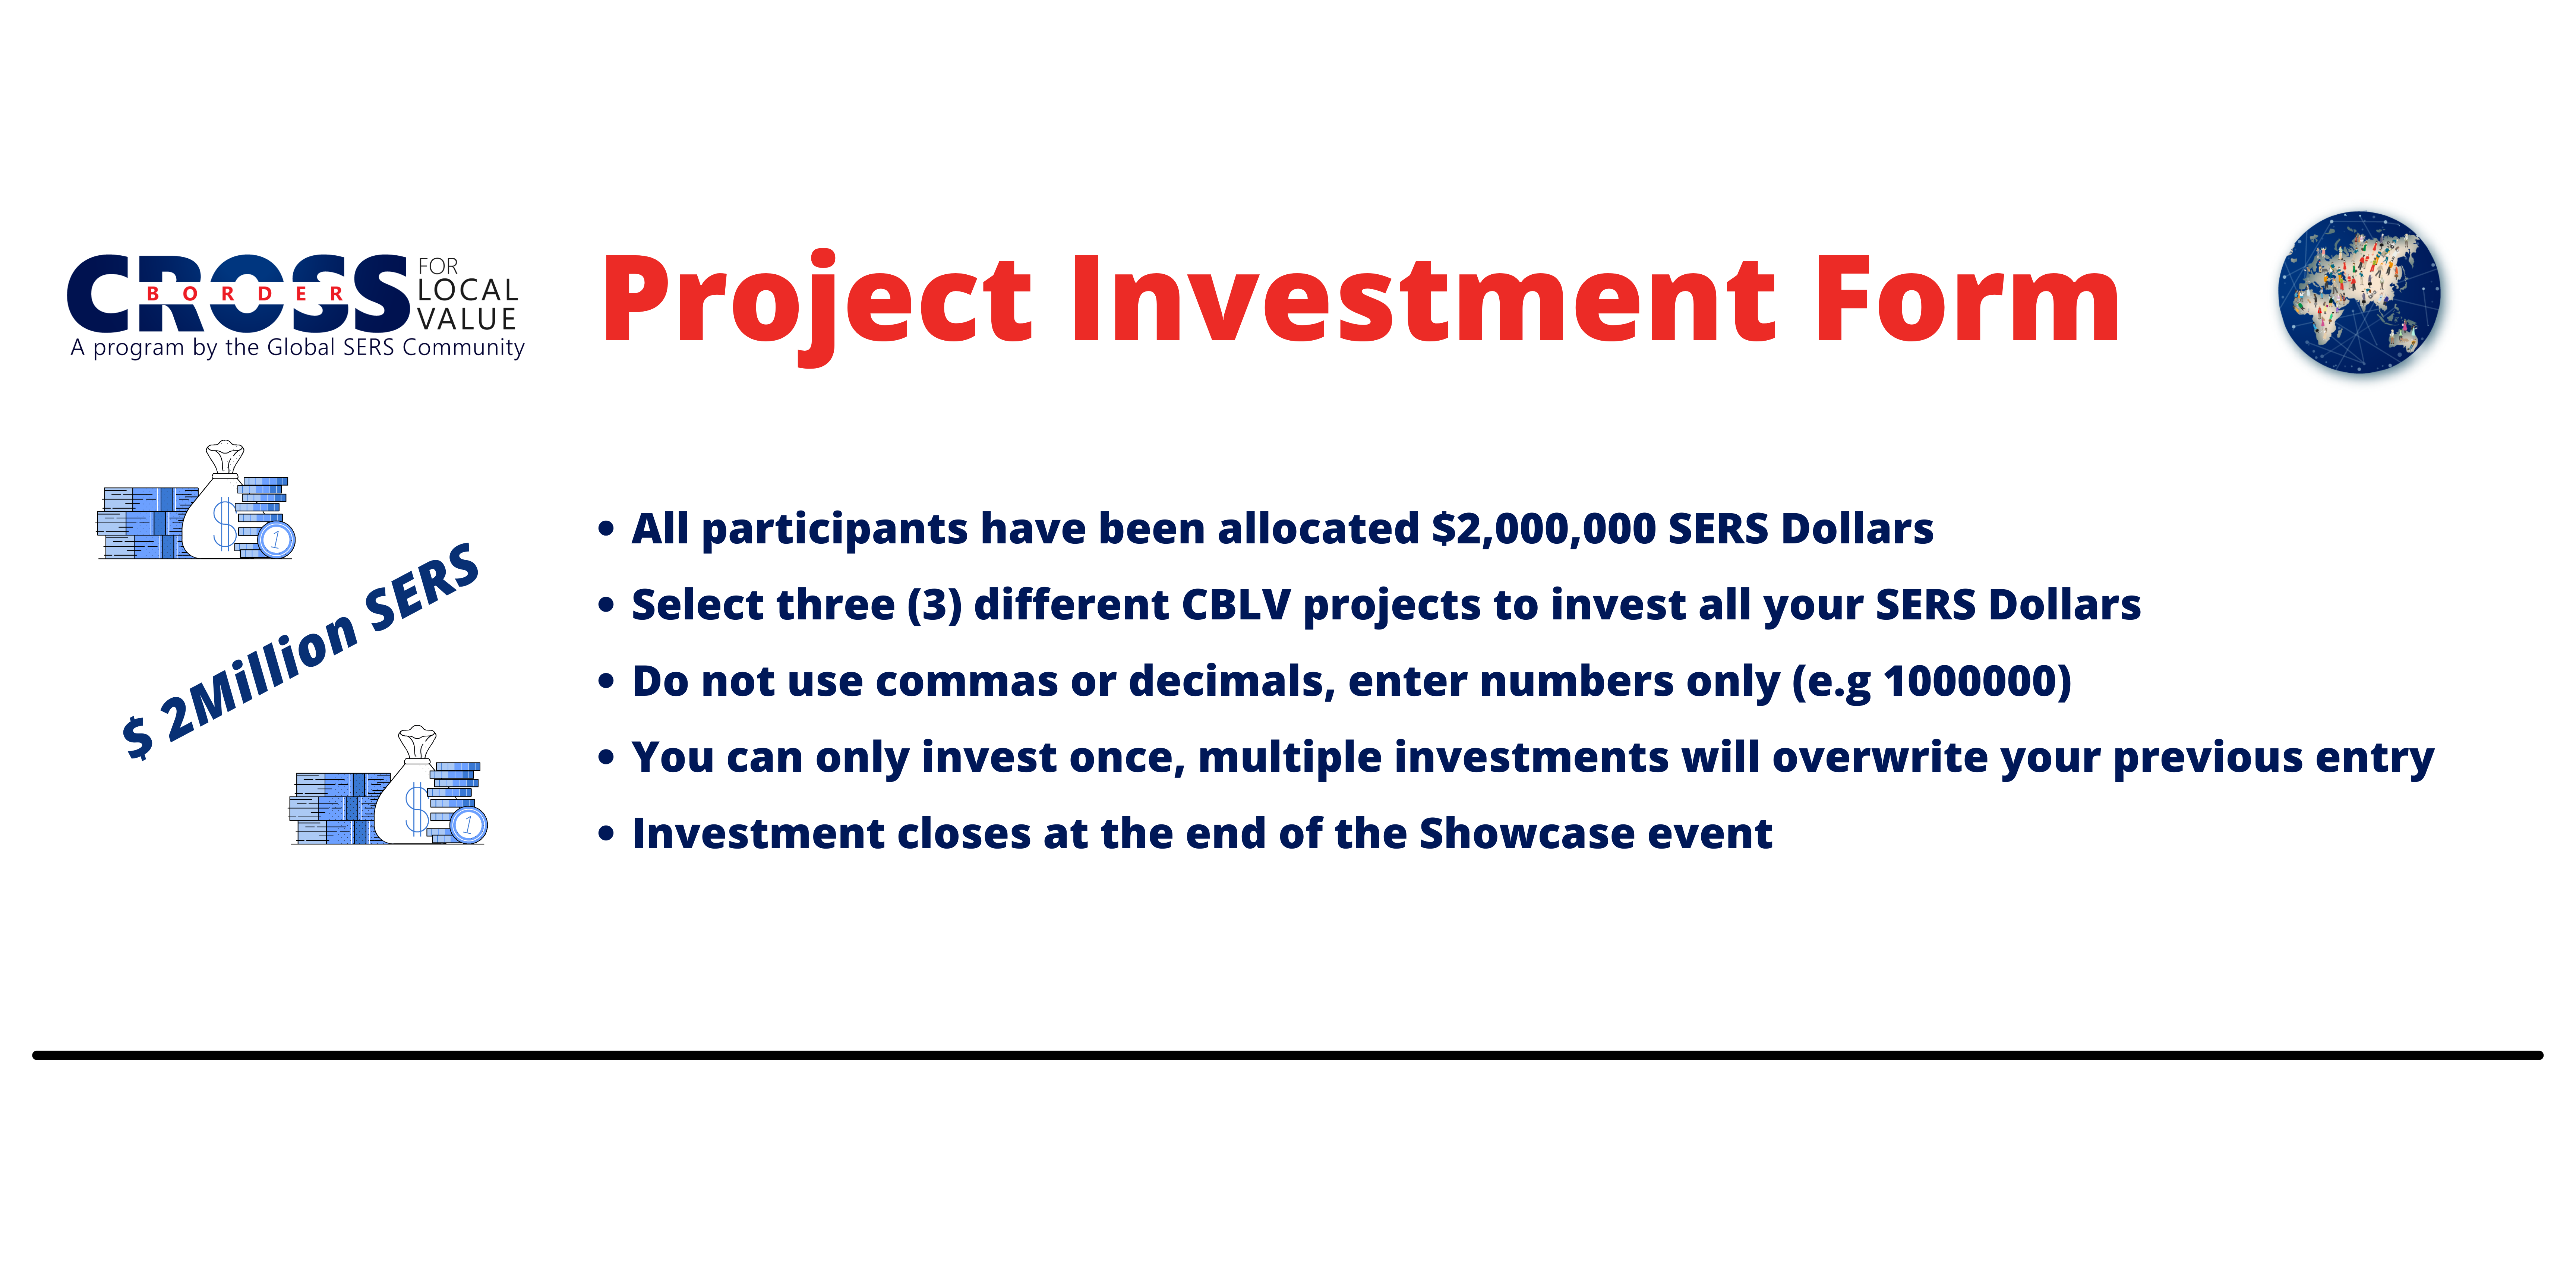 CROSS
BORDER
FOR
LOCAL
VALUE
A program by the Global SERS Community
Project Investment Form
$ 2Million SERS
• All participants have been allocated $2,000,000 SERS Dollars
• Select three (3) different CBLV projects to invest all your SERS Dollars
• Do not use commas or decimals, enter numbers only (e.g 1000000)
• You can only invest once, multiple investments will overwrite your previous entry
• Investment closes at the end of the Showcase event
$
1
$
1